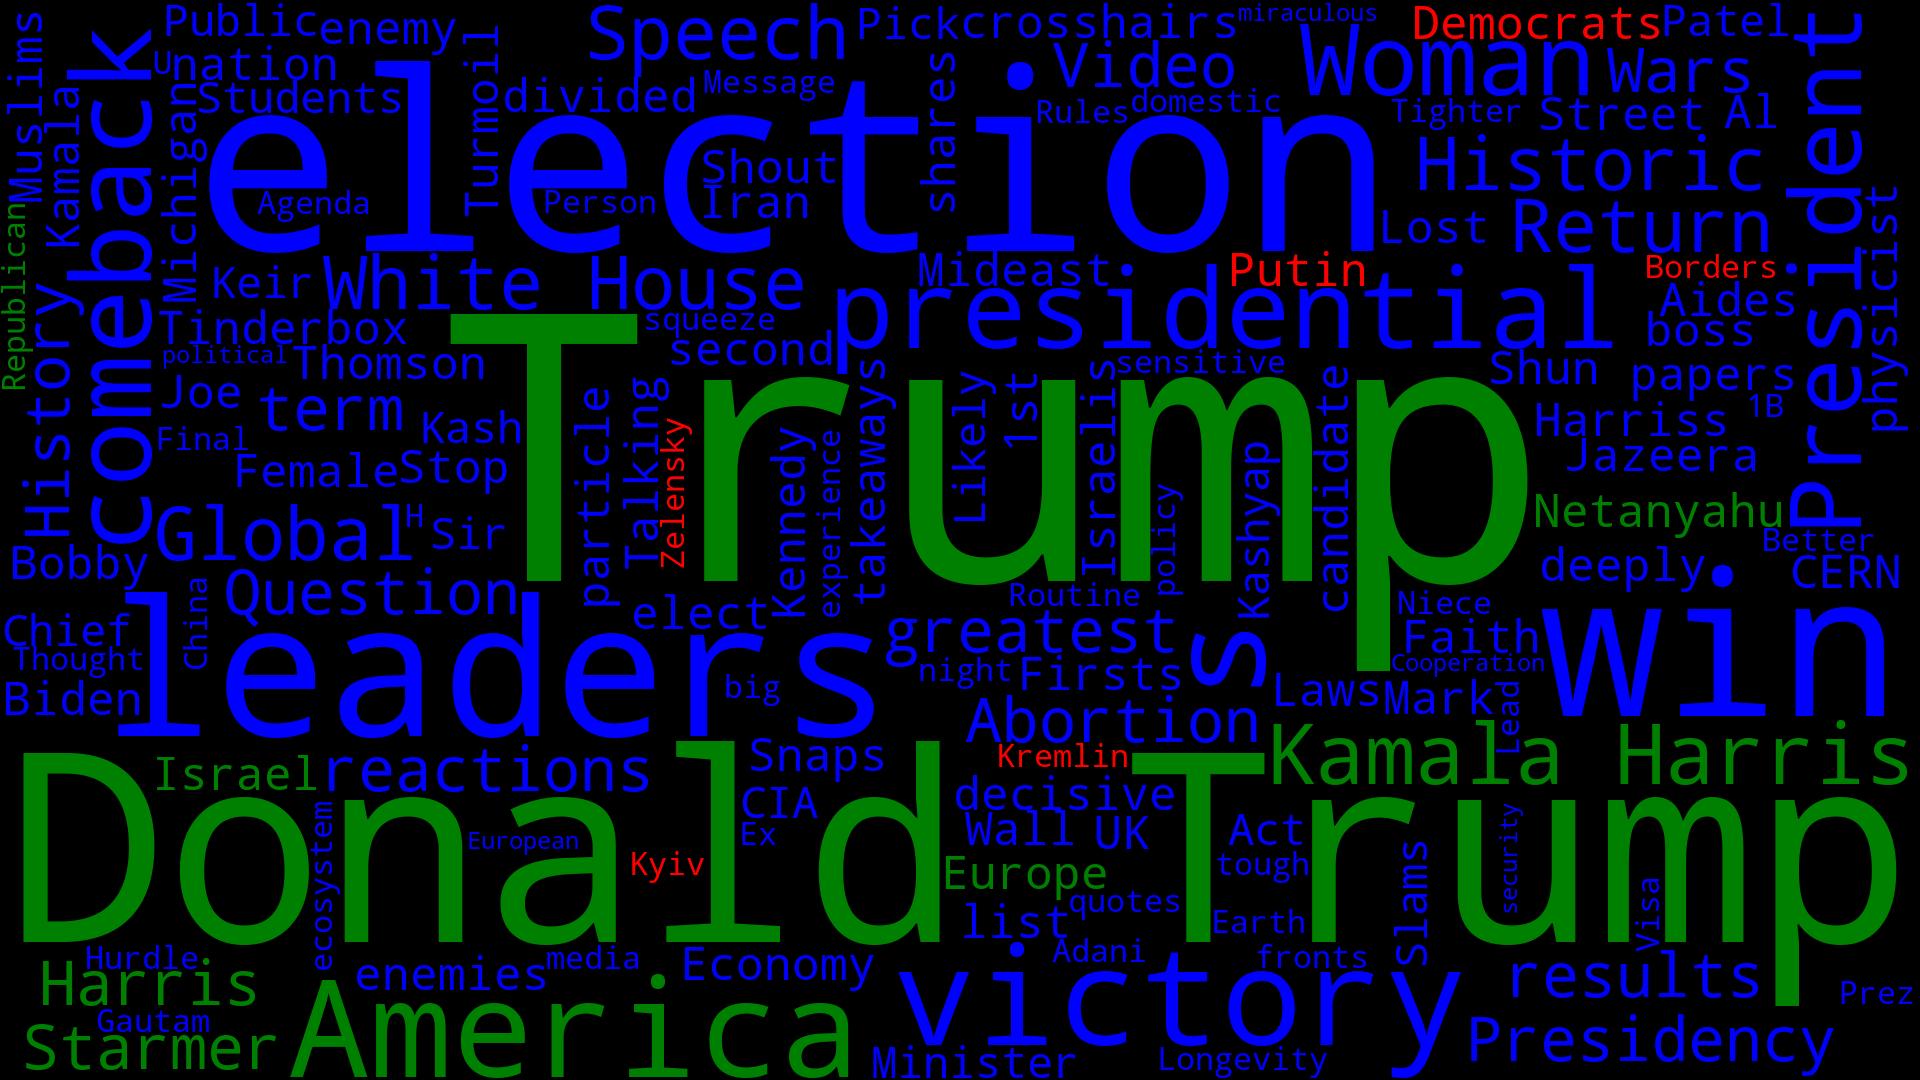 Public
enemy
Speech
Pick
crosshairs
miraculous
Democrats
Patel
Muslims
Kamala
comeback
U
nation
Students
Michigan
Turmoil
divided
Message
shares
Video
Rules
domestic
Woman
Wars
Tighter
Street
Al
President
election
Agenda
Person
Shout
Iran
Historic
Lost
Return
physicist
Republican
History
Keir
White House
Mideast
Putin
Borders
presidential
Aides
boss
Tinderbox
squeeze
second
political
Thomson
sensitive
Shun
papers
Joe
term
Kash
Final
Female
Stop
Trump
particle
Talking
Zelensky
Kennedy
experience
takeaways
Likely
1st
Israelis
policy
Kashyap
candidate
Harriss
1B
Jazeera
Netanyahu
Global
H
Sir
Better
Bobby
deeply
CERN
Question
elect
Routine
Niece
Chief
China
Thought
Biden
leaders
big
greatest
night
Firsts
s
Faith
Cooperation
win
Laws
Mark
Lead
Abortion
Israel
reactions
Snaps
Kremlin
Kamala Harris
Donald Trump
CIA
Ex
decisive
Wall
UK
Act
tough
security
ecosystem
European
Kyiv
Europe
quotes
list
Earth
Slams
Visa
Hurdle
Harris
enemies
media
Economy
Adani
fronts
results
Prez
Gautam
Starmer
America
victory
Minister
Longevity
Presidency